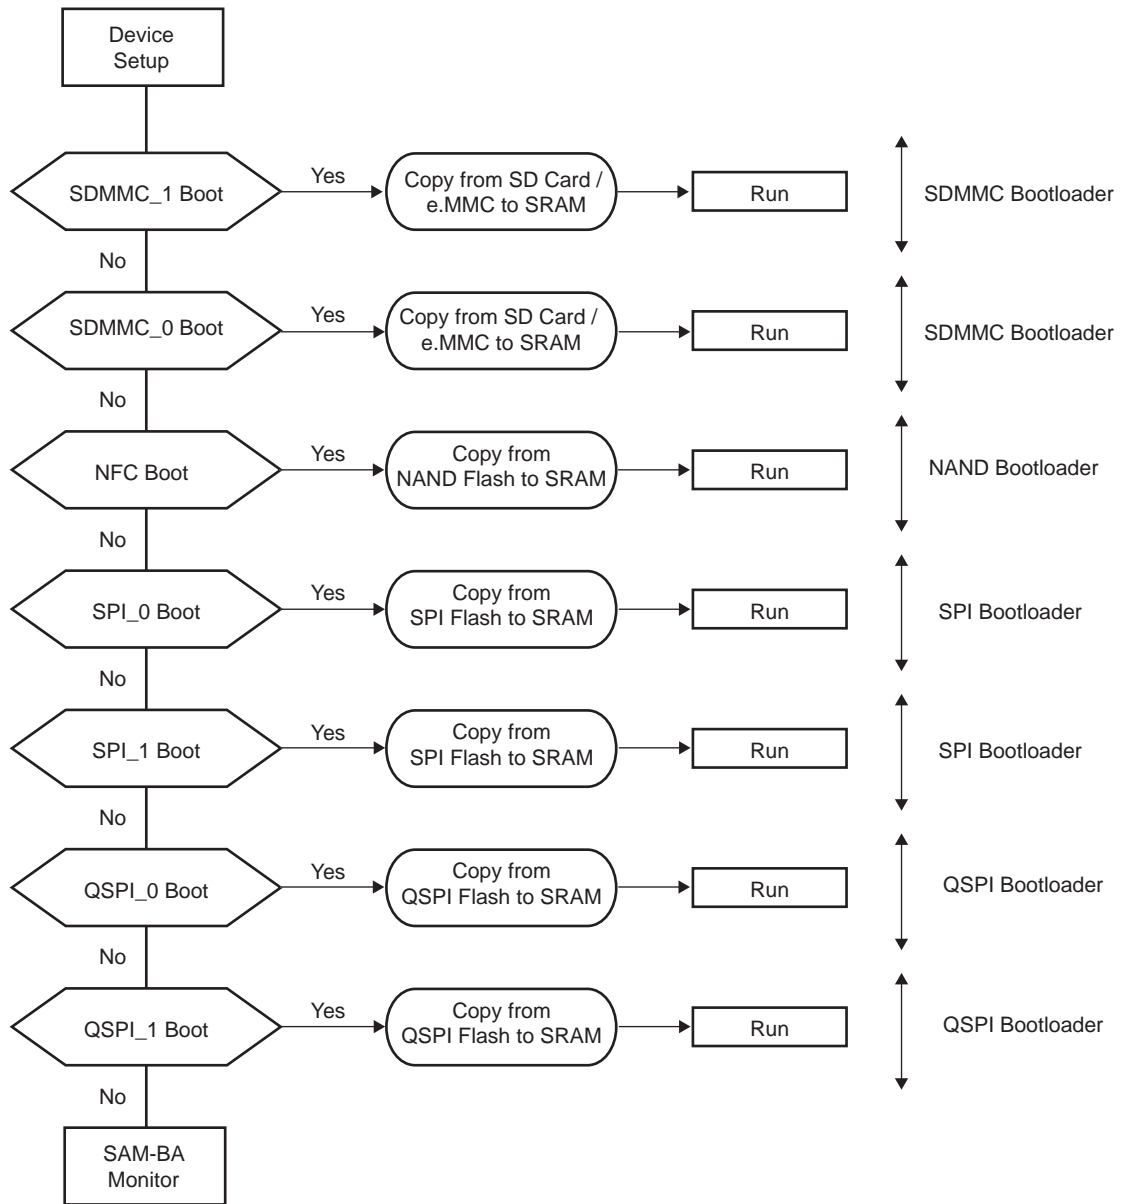 Device
Setup
SDMMC_1 Boot
Yes
Copy from SD Card /
e.MMC to SRAM
Run
SDMMC Bootloader
No
SDMMC_0 Boot
Yes
Copy from SD Card /
e.MMC to SRAM
Run
SDMMC Bootloader
No
NFC Boot
Yes
Copy from
NAND Flash to SRAM
Run
NAND Bootloader
No
SPI_0 Boot
Yes
Copy from
SPI Flash to SRAM
Run
SPI Bootloader
No
SPI_1 Boot
Yes
Copy from
SPI Flash to SRAM
Run
SPI Bootloader
No
QSPI_0 Boot
Yes
Copy from
QSPI Flash to SRAM
Run
QSPI Bootloader
No
QSPI_1 Boot
Yes
Copy from
QSPI Flash to SRAM
Run
QSPI Bootloader
No
SAM-BA
Monitor